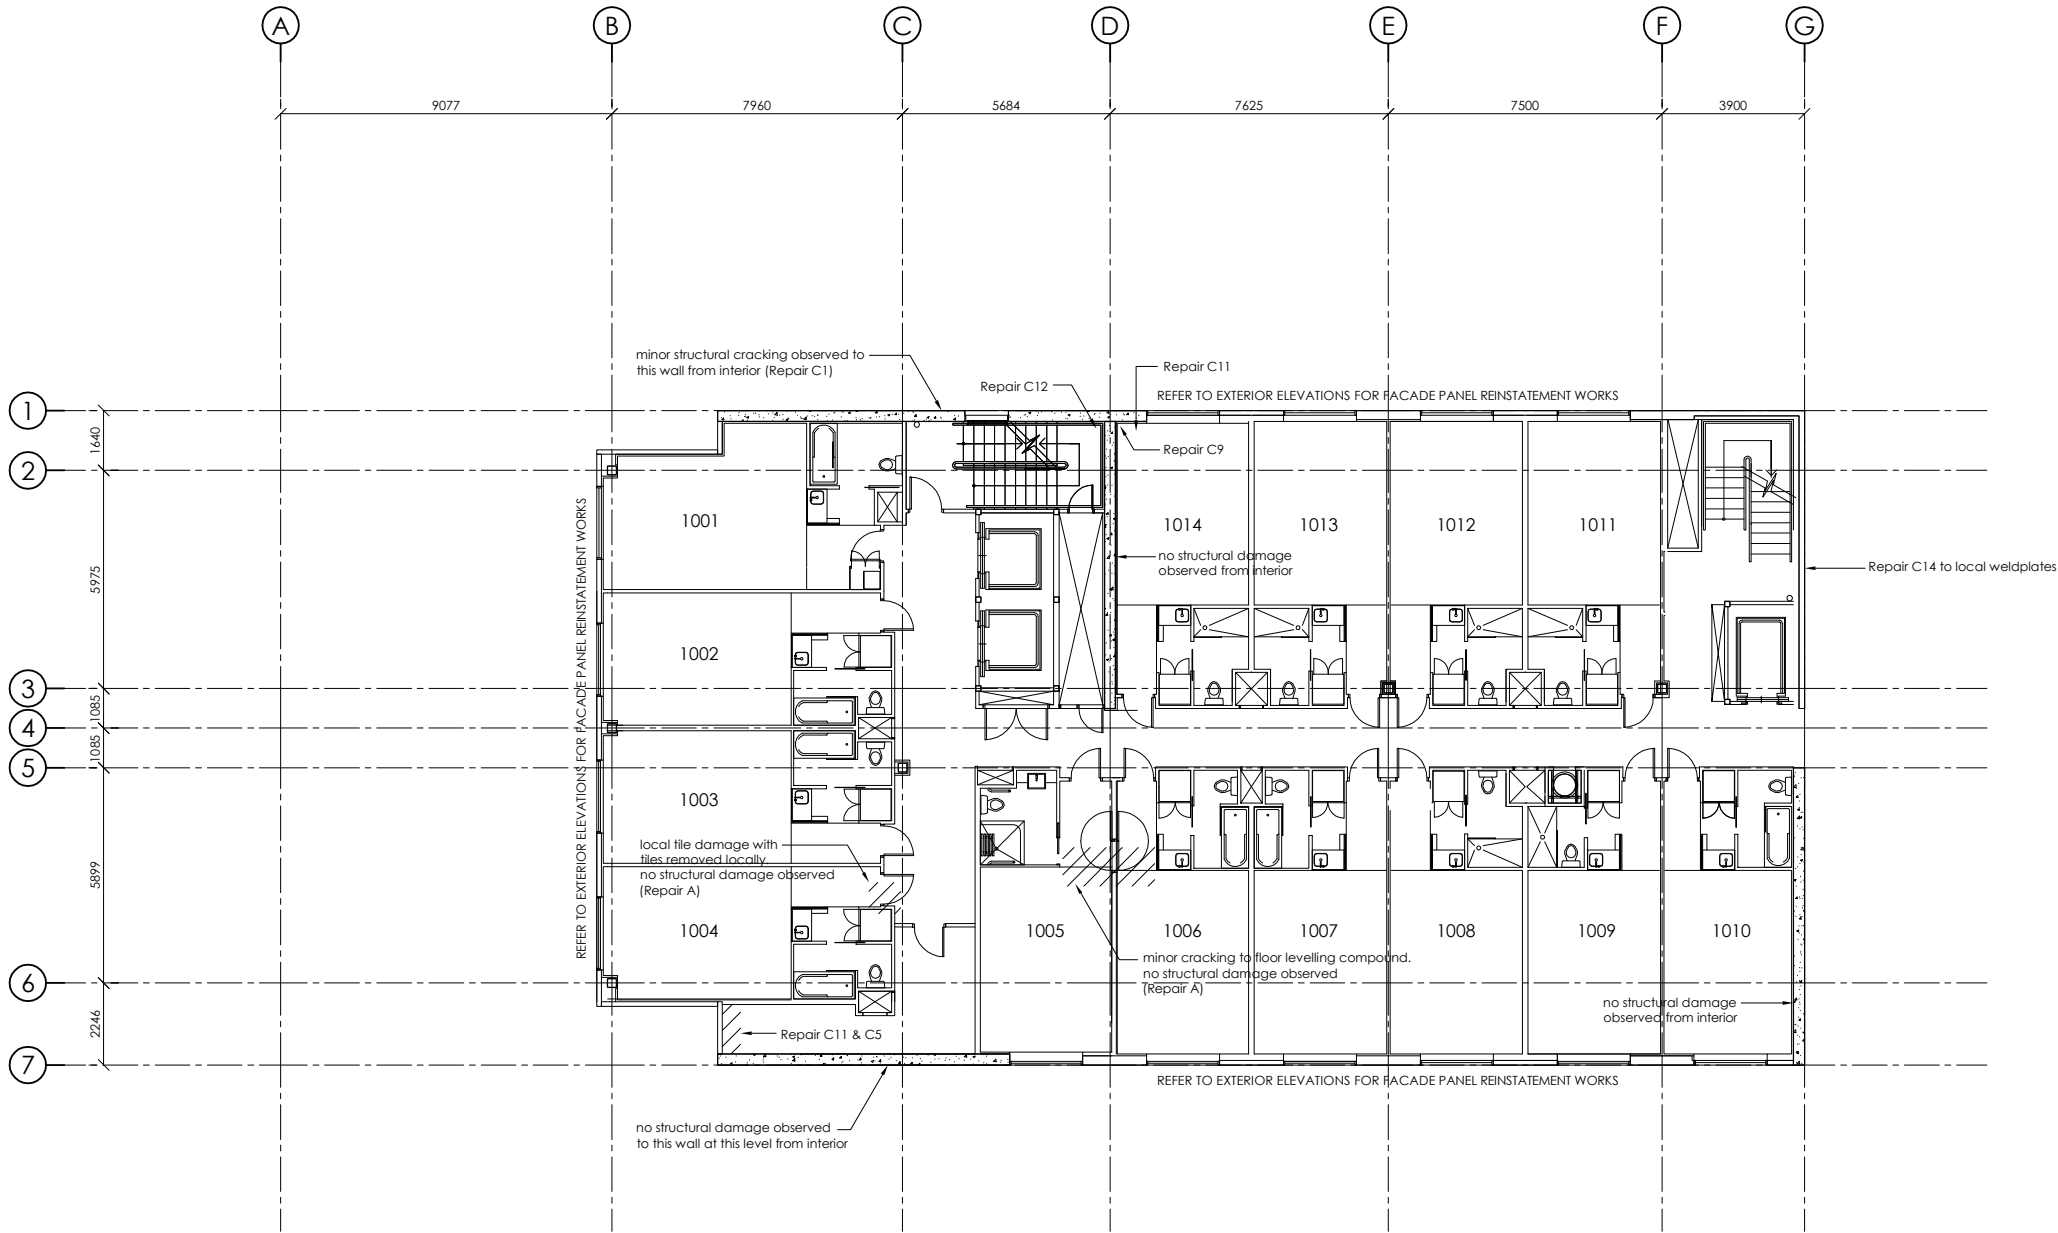 A
B
C
D
E
F
G
9077
7960
5684
7625
7500
3900
minor structural cracking observed to
this wall from interior (Repair C1)
Repair C12
Repair C11
REFER TO EXTERIOR ELEVATIONS FOR FACADE PANEL REINSTATEMENT WORKS
Repair C9
1
2
3
4
5
6
7
1640
5975
1085
1085
5899
2246
REFER TO EXTERIOR ELEVATIONS FOR FACADE PANEL REINSTATEMENT WORKS
1001
1014
1013
1012
1011
no structural damage
observed from interior
Repair C14 to local weldplates
1002
1003
local tile damage with
tiles removed locally.
no structural damage observed
(Repair A)
1004
1005
1006
1007
1008
1009
1010
minor cracking to floor levelling compound.
no structural damage observed
(Repair A)
no structural damage
observed from interior
Repair C11 & C5
REFER TO EXTERIOR ELEVATIONS FOR FACADE PANEL REINSTATEMENT WORKS
no structural damage observed
to this wall at this level from interior